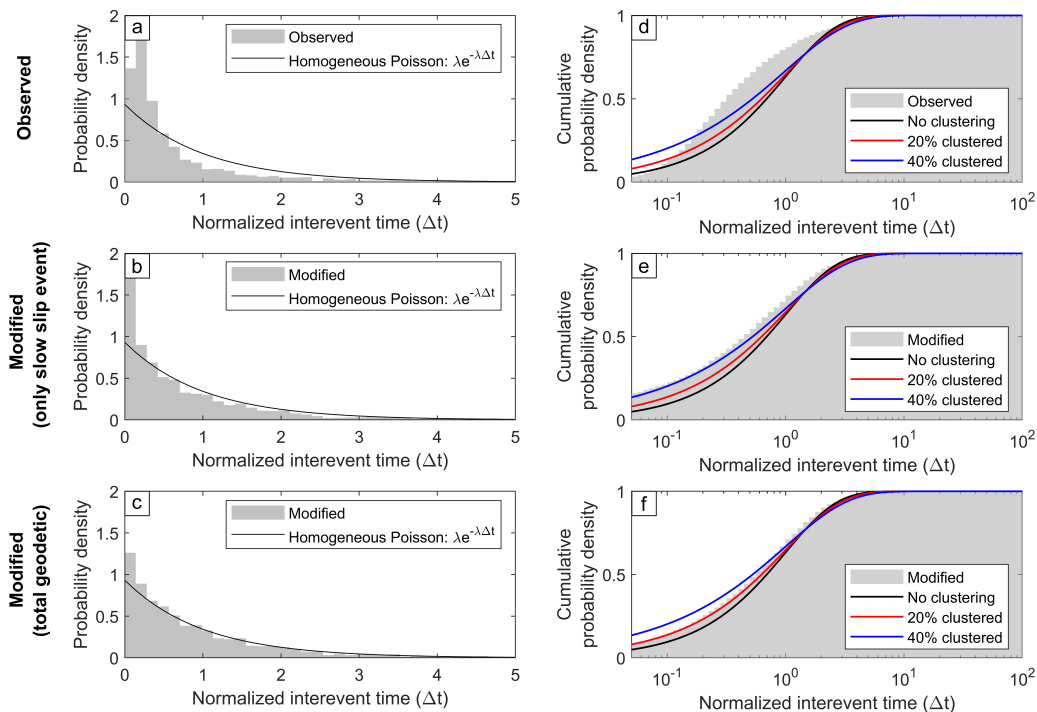 Observed
a
Probability density
2
1.5
1
0.5
0
Observed
Homogeneous Poisson: λe^-λΔt
0 1 2 3 4 5
Normalized interevent time (Δt)
d
Cumulative
probability density
1
0.5
0
Observed
No clustering
20% clustered
40% clustered
10^-1 10^0 10^1 10^2
Normalized interevent time (Δt)
Modified
(only slow slip event)
b
Probability density
2
1.5
1
0.5
0
Modified
Homogeneous Poisson: λe^-λΔt
0 1 2 3 4 5
Normalized interevent time (Δt)
e
Cumulative
probability density
1
0.5
0
Modified
No clustering
20% clustered
40% clustered
10^-1 10^0 10^1 10^2
Normalized interevent time (Δt)
Modified
(total geodetic)
c
Probability density
2
1.5
1
0.5
0
Modified
Homogeneous Poisson: λe^-λΔt
0 1 2 3 4 5
Normalized interevent time (Δt)
f
Cumulative
probability density
1
0.5
0
Modified
No clustering
20% clustered
40% clustered
10^-1 10^0 10^1 10^2
Normalized interevent time (Δt)